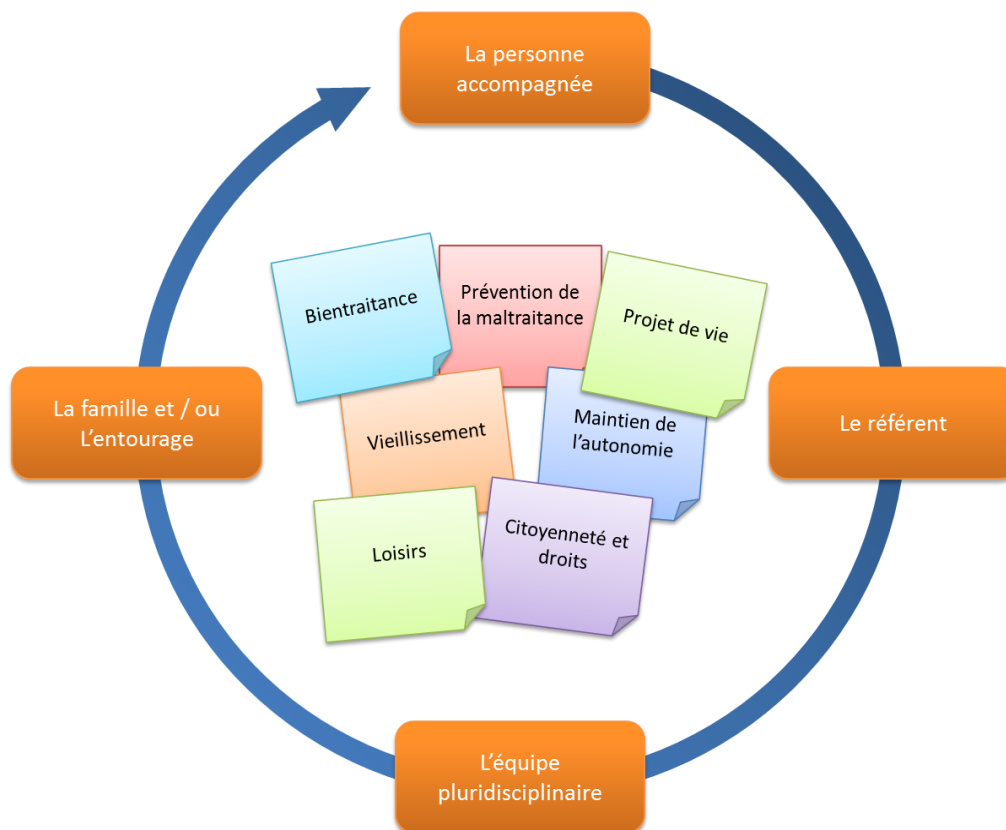 La personne
accompagnée
Bientraitance
Prévention de
la maltraitance
Projet de vie
La famille et / ou
L'entourage
Vieillissement
Maintien de
l'autonomie
Le référent
Loisirs
Citoyenneté et
droits
L'équipe
pluridisciplinaire